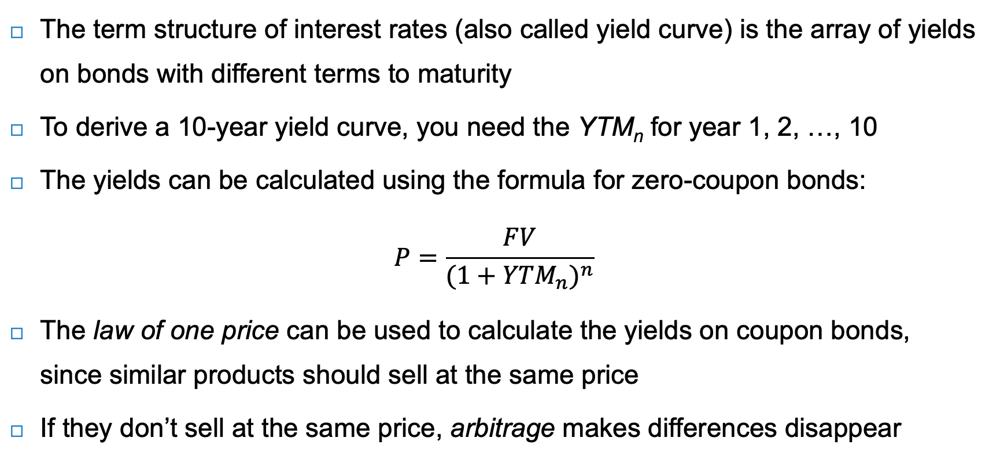 The term structure of interest rates (also called yield curve) is the array of yields
on bonds with different terms to maturity
To derive a 10-year yield curve, you need the YTMₙ for year 1, 2, …, 10
The yields can be calculated using the formula for zero-coupon bonds:
P = FV / (1 + YTMₙ)ⁿ
The law of one price can be used to calculate the yields on coupon bonds,
since similar products should sell at the same price
If they don’t sell at the same price, arbitrage makes differences disappear